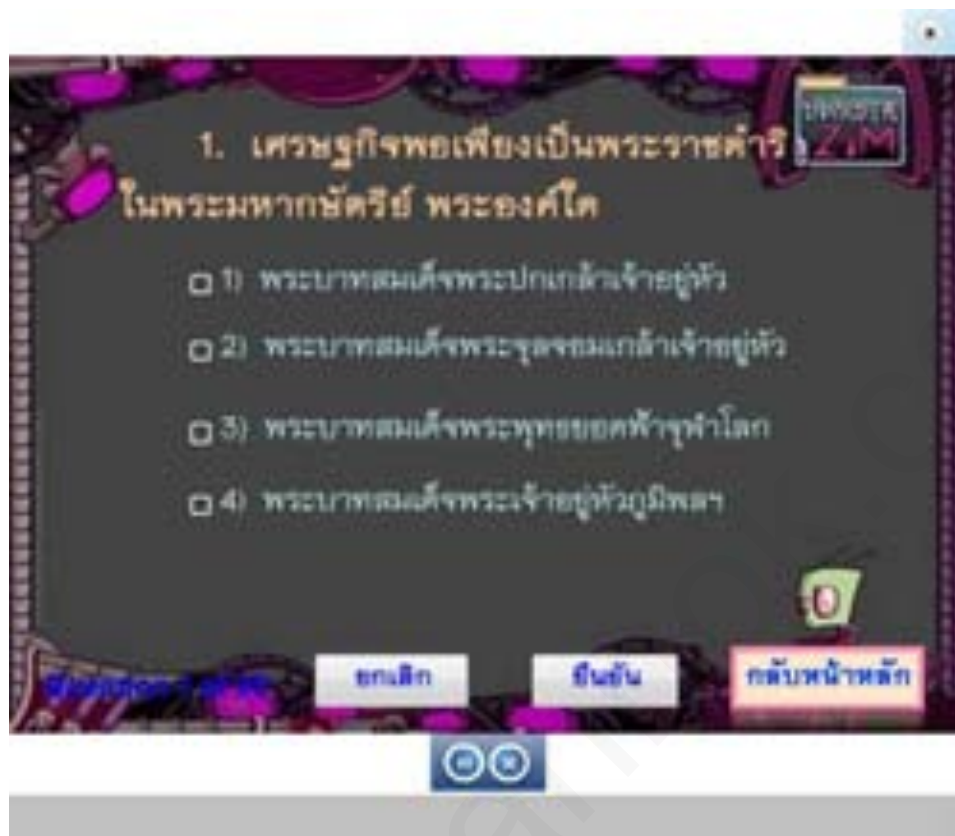 1. เศรษฐกิจพอเพียงเป็นพระราชดำริ
ในพระมหากษัตริย์ พระองค์ใด
1) พระบาทสมเด็จพระปกเกล้าเจ้าอยู่หัว
2) พระบาทสมเด็จพระจุลจอมเกล้าเจ้าอยู่หัว
3) พระบาทสมเด็จพระพุทธยอดฟ้าจุฬาโลก
4) พระบาทสมเด็จพระเจ้าอยู่หัวภูมิพลฯ
ZIM
ยกเลิก
ยืนยัน
กลับหน้าหลัก